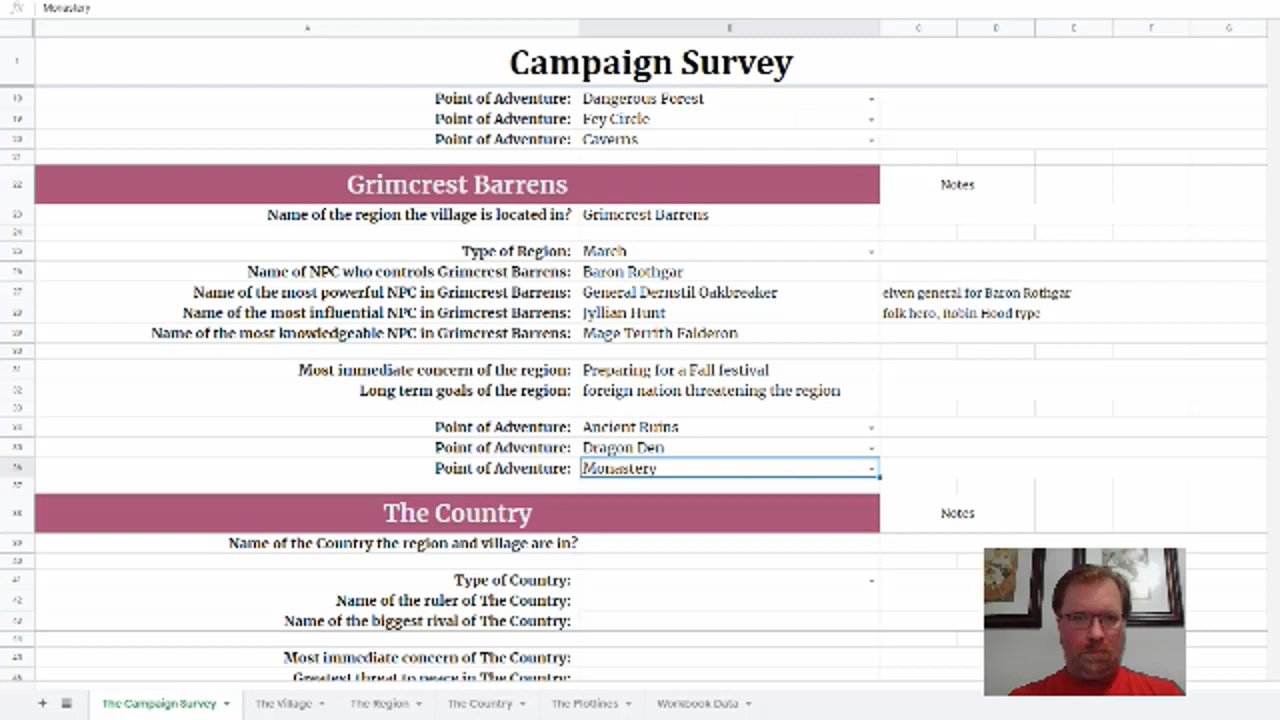 Monastery
Campaign Survey
Point of Adventure: Dangerous Forest
Point of Adventure: Fey Circle
Point of Adventure: Caverns
Grimcrest Barrens Notes
Name of the region the village is located in? Grimcrest Barrens
Type of Region: March
Name of NPC who controls Grimcrest Barrens: Baron Rothgar
Name of the most powerful NPC in Grimcrest Barrens: General Dernstil Oakbreaker elven general for Baron Rothgar
Name of the most influential NPC in Grimcrest Barrens: Jyllian Hunt folk hero, Robin Hood type
Name of the most knowledgeable NPC in Grimcrest Barrens: Mage Territh Falderon
Most immediate concern of the region: Preparing for a Fall festival
Long term goals of the region: foreign nation threatening the region
Point of Adventure: Ancient Ruins
Point of Adventure: Dragon Den
Point of Adventure: Monastery
The Country Notes
Name of the Country the region and village are in?
Type of Country:
Name of the ruler of The Country:
Name of the biggest rival of The Country:
Most immediate concern of The Country:
Greatest threat to peace in The Country:
The Campaign Survey The Village The Region The Country The Plotlines Workbook Data